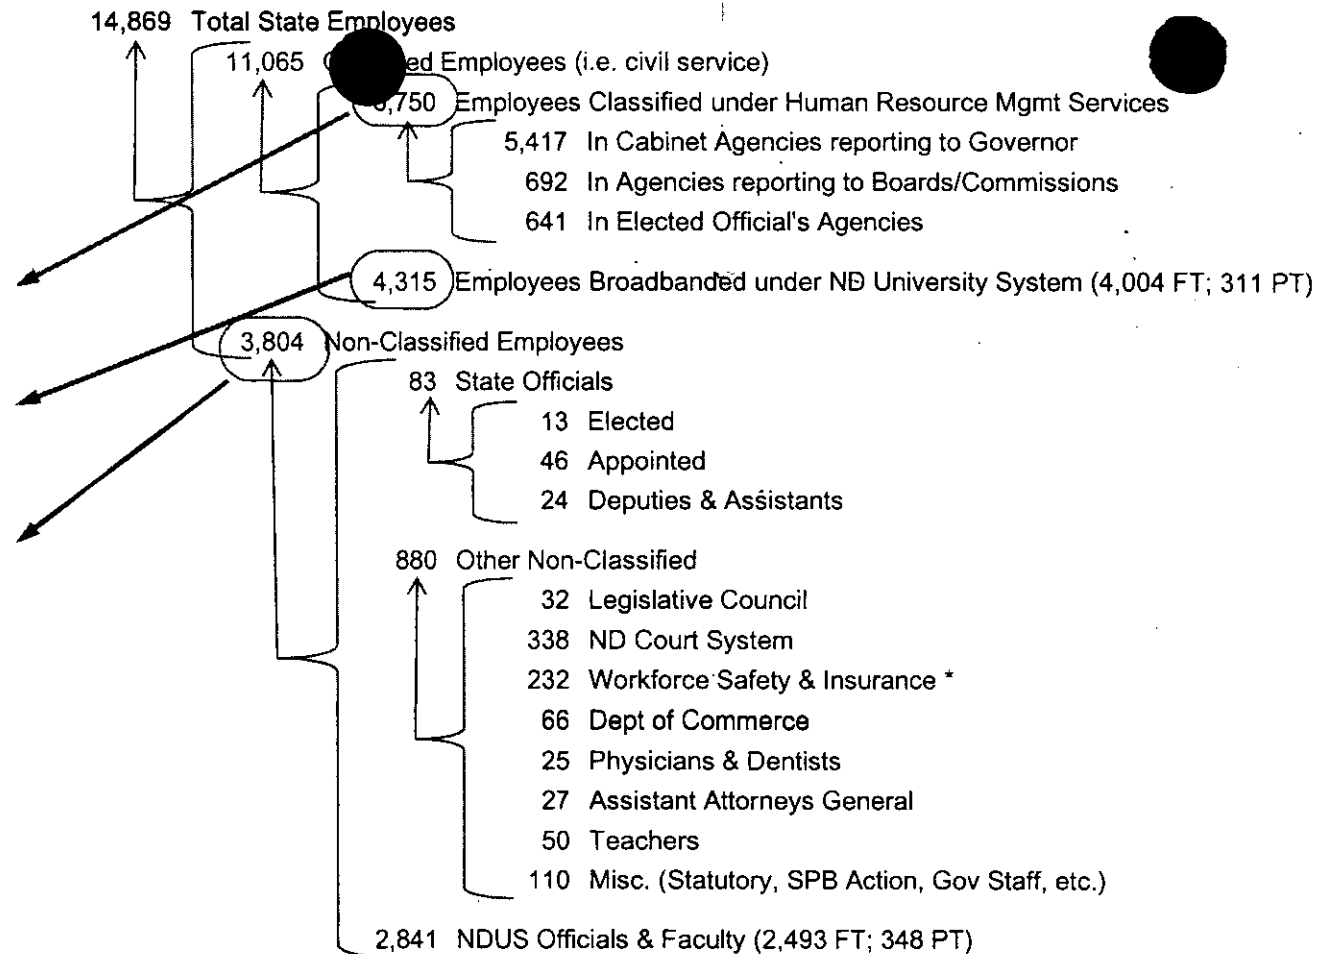 14,869 Total State Employees
11,065 Employees (i.e. civil service)
6,750 Employees Classified under Human Resource Mgmt Services
5,417 In Cabinet Agencies reporting to Governor
692 In Agencies reporting to Boards/Commissions
641 In Elected Official's Agencies
4,315 Employees Broadbanded under ND University System (4,004 FT; 311 PT)
3,804 Non-Classified Employees
83 State Officials
13 Elected
46 Appointed
24 Deputies & Assistants
880 Other Non-Classified
32 Legislative Council
338 ND Court System
232 Workforce Safety & Insurance *
66 Dept of Commerce
25 Physicians & Dentists
27 Assistant Attorneys General
50 Teachers
110 Misc. (Statutory, SPB Action, Gov Staff, etc.)
2,841 NDUS Officials & Faculty (2,493 FT; 348 PT)